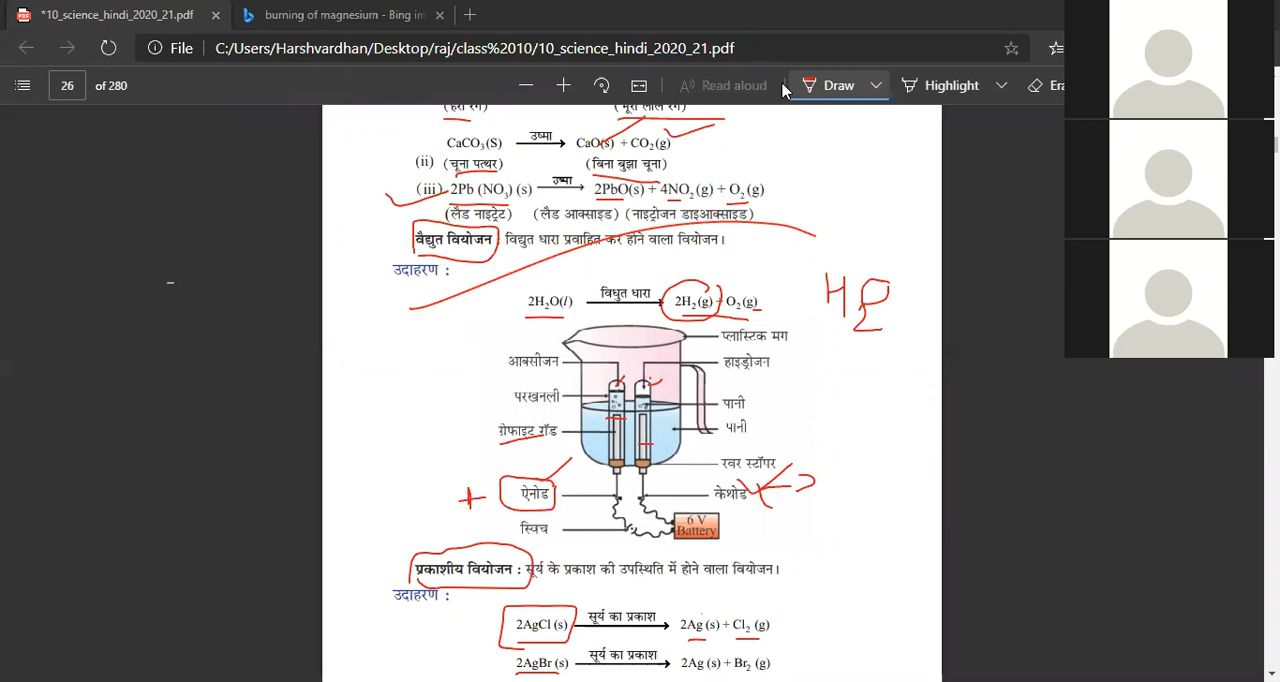 *10_science_hindi_2020_21.pdf
burning of magnesium - Bing im
File C:/Users/Harshvardhan/Desktop/raj/class%2010/10_science_hindi_2020_21.pdf
26 of 280 Read aloud Draw Highlight Era
(हरा रंग) (भूरा लाल रंग)
CaCO₃(S) उष्मा CaO(s) + CO₂(g)
(ii) (चूना पत्थर) (बिना बुझा चूना)
(iii) 2Pb (NO₃) (s) उष्मा 2PbO(s) + 4NO₂(g) + O₂(g)
(लैड नाइट्रेट) (लैड आक्साइड) (नाइट्रोजन डाइआक्साइड)
वैद्युत वियोजन : विद्युत धारा प्रवाहित कर होने वाला वियोजन।
उदाहरण :
2H₂O(l) विधुत धारा 2H₂(g) + O₂(g)
H₂O
प्लास्टिक मग
आक्सीजन हाइड्रोजन
परखनली पानी
ग्रेफाइट रॉड पानी
रबर स्टॉपर
+ ऐनोड केथोड
स्विच 6 V
Battery
प्रकाशीय वियोजन : सूर्य के प्रकाश की उपस्थिति में होने वाला वियोजन।
उदाहरण :
2AgCl (s) सूर्य का प्रकाश 2Ag (s) + Cl₂ (g)
2AgBr (s) सूर्य का प्रकाश 2Ag (s) + Br₂ (g)